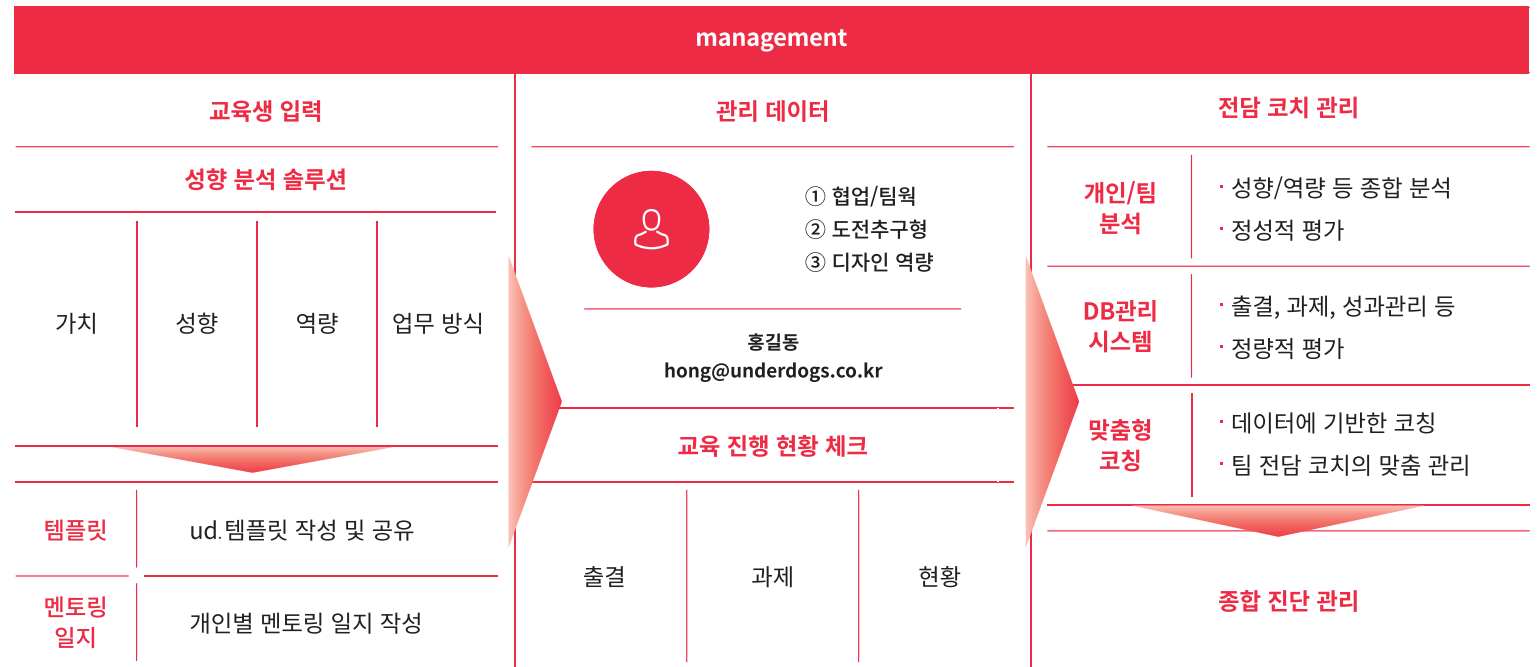 management
교육생 입력
성향 분석 솔루션
가치
성향
역량
업무 방식
템플릿
ud.템플릿 작성 및 공유
멘토링
일지
개인별 멘토링 일지 작성
관리 데이터
① 협업/팀웍
② 도전추구형
③ 디자인 역량
홍길동
hong@underdogs.co.kr
교육 진행 현황 체크
출결
과제
현황
전담 코치 관리
개인/팀
분석
· 성향/역량 등 종합 분석
· 정성적 평가
DB관리
시스템
· 출결, 과제, 성과관리 등
· 정량적 평가
맞춤형
코칭
· 데이터에 기반한 코칭
· 팀 전담 코치의 맞춤 관리
종합 진단 관리